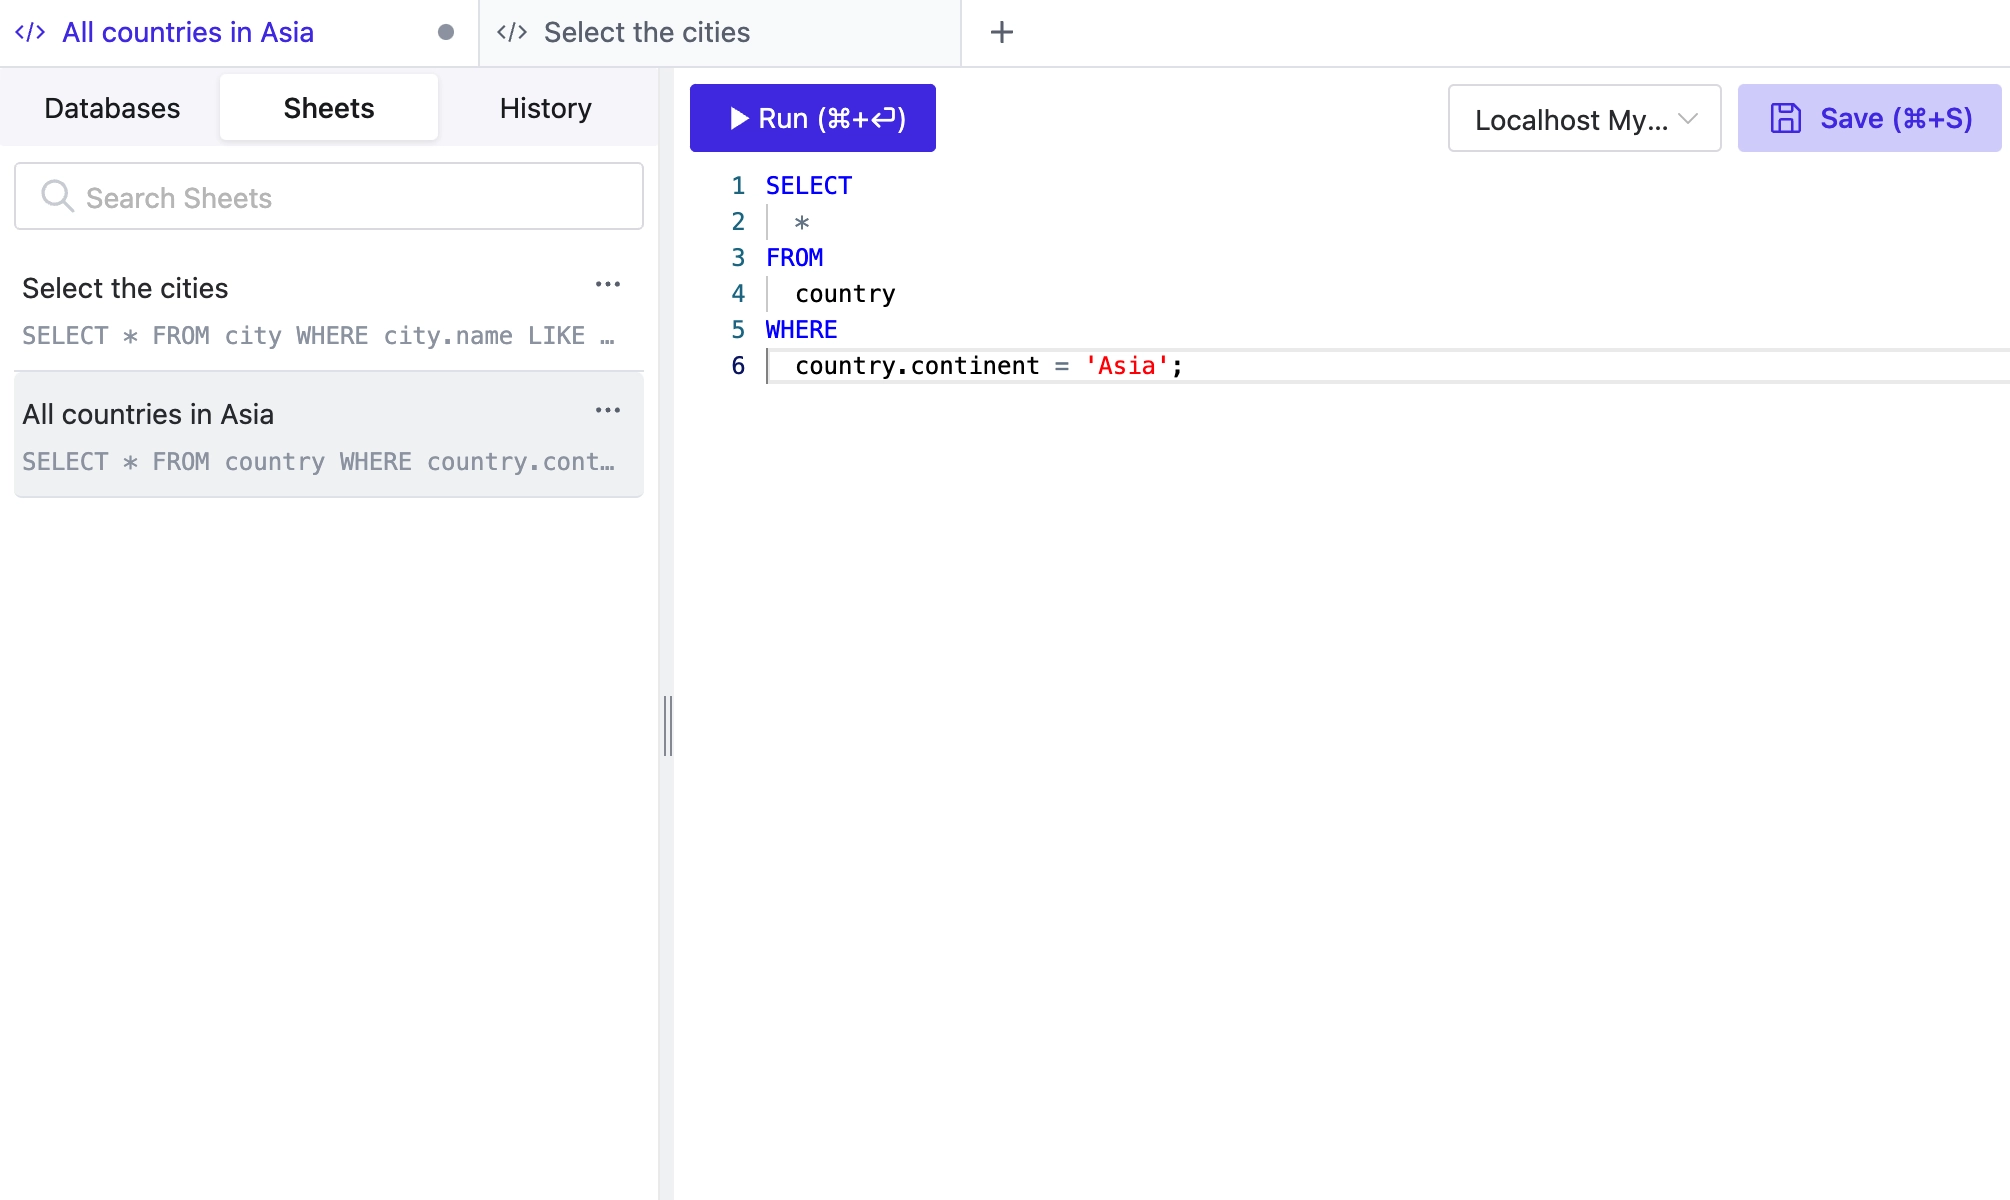 </> All countries in Asia
</> Select the cities
Databases
Sheets
History
Run (⌘+⏎)
Localhost My...
Save (⌘+S)
Search Sheets
Select the cities
SELECT * FROM city WHERE city.name LIKE …
All countries in Asia
SELECT * FROM country WHERE country.cont…
1 SELECT
2 *
3 FROM
4 country
5 WHERE
6 country.continent = 'Asia';